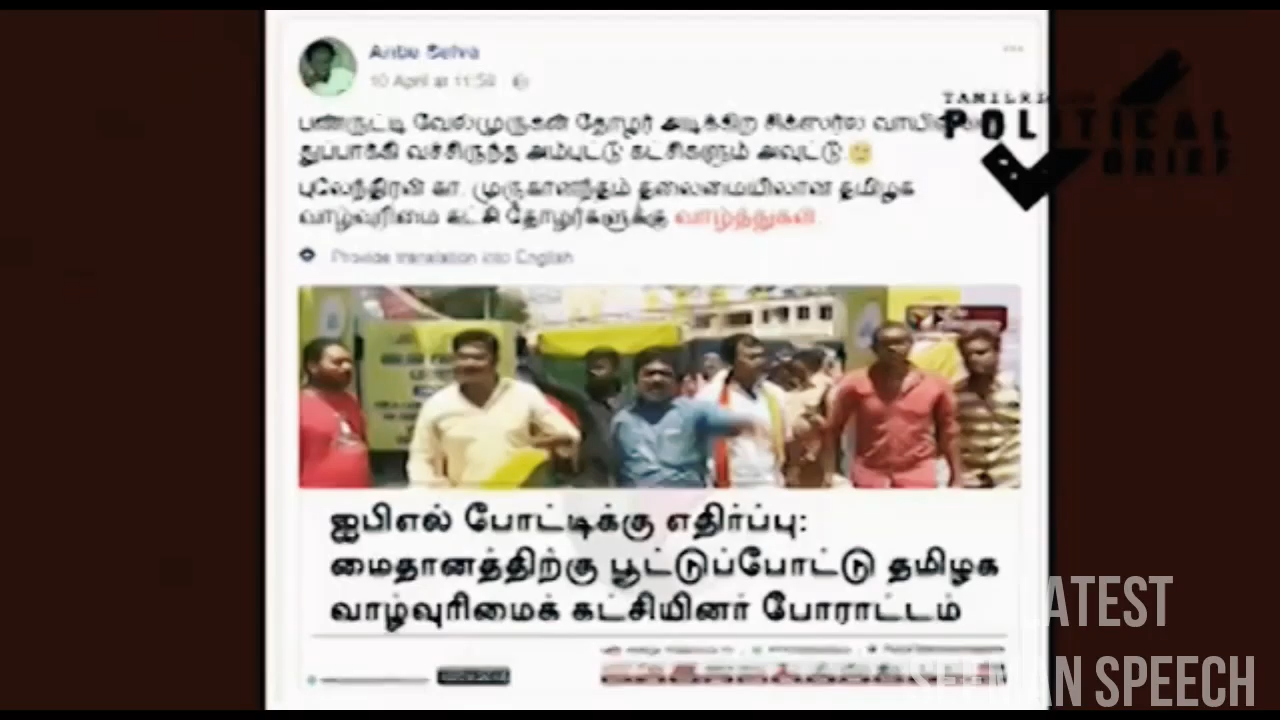 Anbu Selva
10 April at 11:59
பண்ருட்டி வேல்முருகன் தோழர் அடிக்கிற சிக்ஸர்ல
துப்பாக்கி வச்சிருந்த அம்புட்டு கட்சிகளும் அவுட்டு
கா. முருகானந்தம் தலைமையிலான தமிழக
வாழ்வுரிமை கட்சி தோழர்களுக்கு வாழ்த்துகள்.
Provide translation into English
ஐபிஎல் போட்டிக்கு எதிர்ப்பு:
மைதானத்திற்கு பூட்டுப்போட்டு தமிழக
வாழ்வுரிமைக் கட்சியினர் போராட்டம்
POLITICAL
BRIEF
LATEST
SEEMAN SPEECH